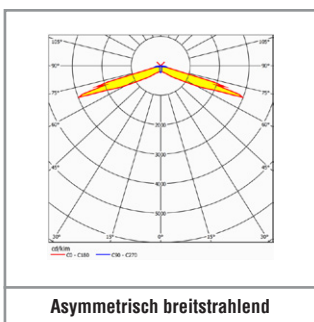 105° 105°
90° 90°
75° 75°
60° 60°
45° 45°
30° 15° 0° 15° 30°
cd/klm
C0 - C180 C90 - C270
Asymmetrisch breitstrahlend